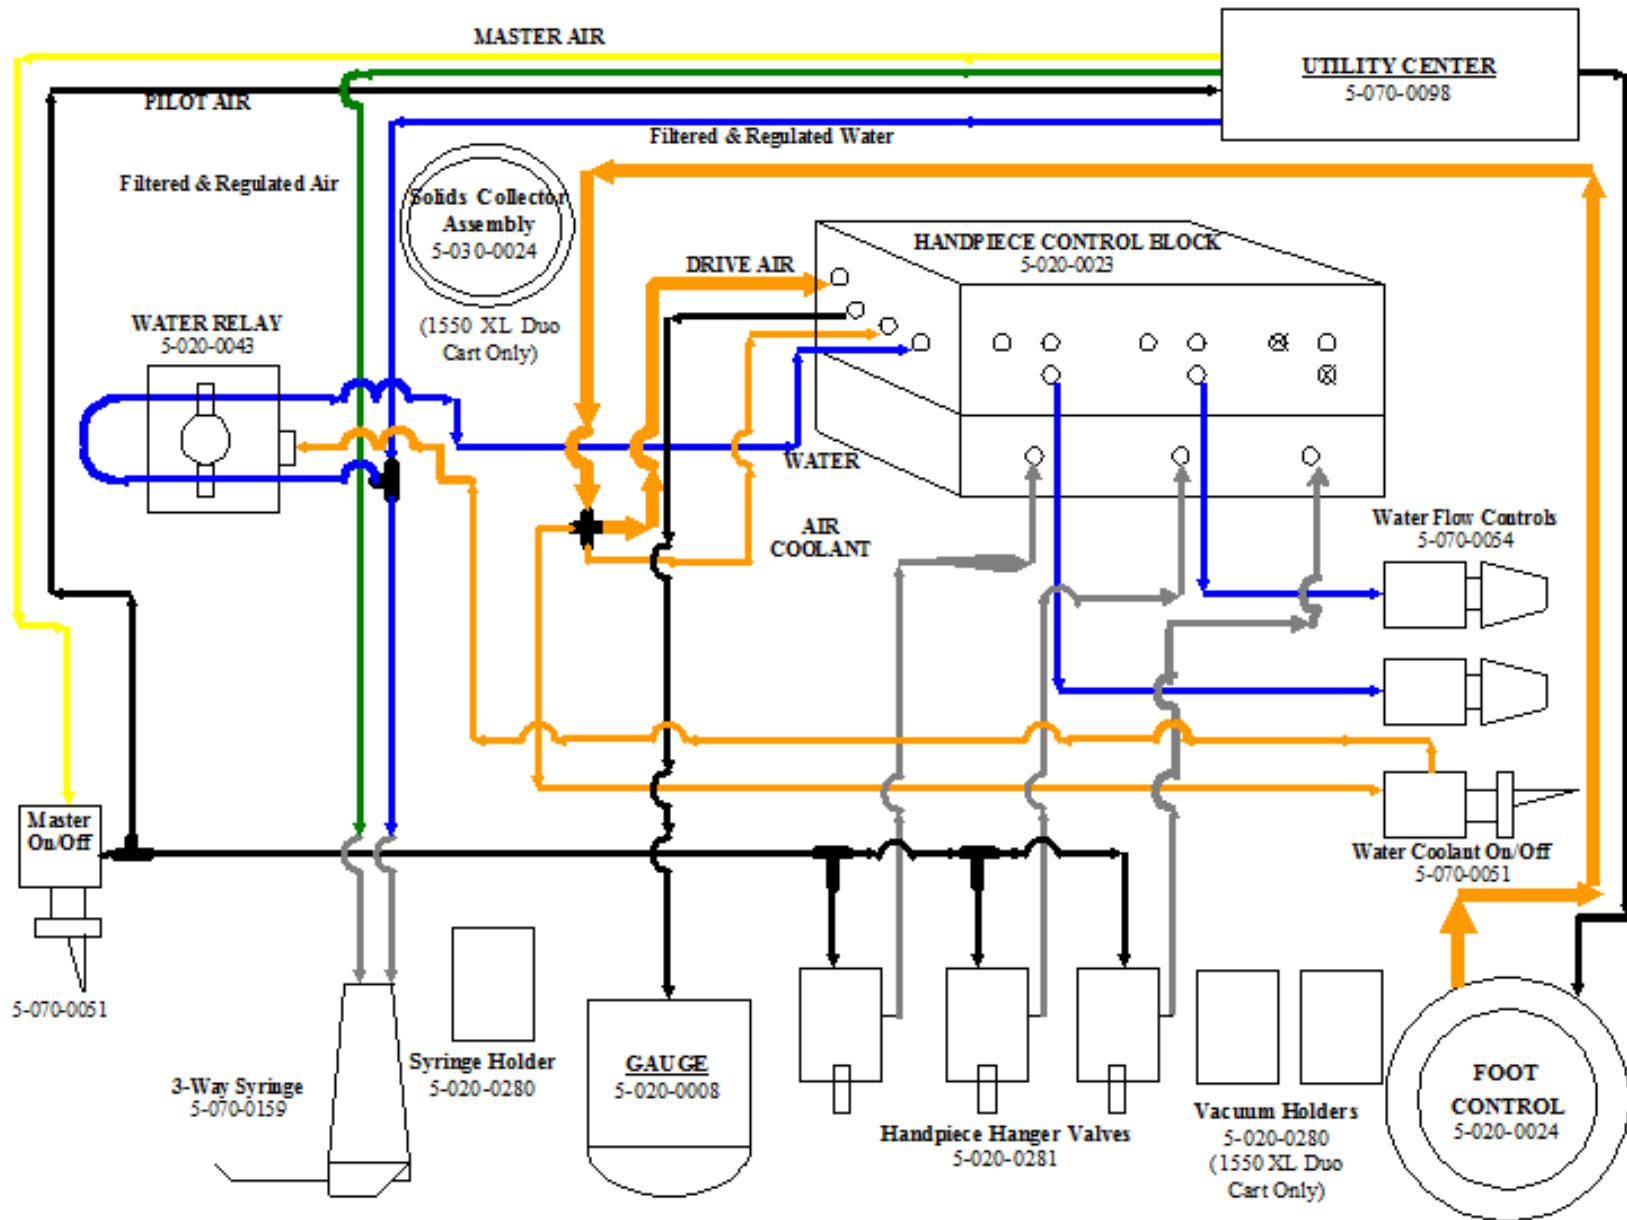 MASTER AIR
UTILITY CENTER
5-070-0098
PILOT AIR
Filtered & Regulated Water
Filtered & Regulated Air
Solids Collector
Assembly
5-030-0024
(1550 XL Duo
Cart Only)
HANDPIECE CONTROL BLOCK
5-020-0023
DRIVE AIR
WATER RELAY
5-020-0043
WATER
AIR
COOLANT
Water Flow Controls
5-070-0054
Master
On/Off
5-070-0051
Water Coolant On/Off
5-070-0051
3-Way Syringe
5-070-0159
Syringe Holder
5-020-0280
GAUGE
5-020-0008
Handpiece Hanger Valves
5-020-0281
Vacuum Holders
5-020-0280
(1550 XL Duo
Cart Only)
FOOT
CONTROL
5-020-0024